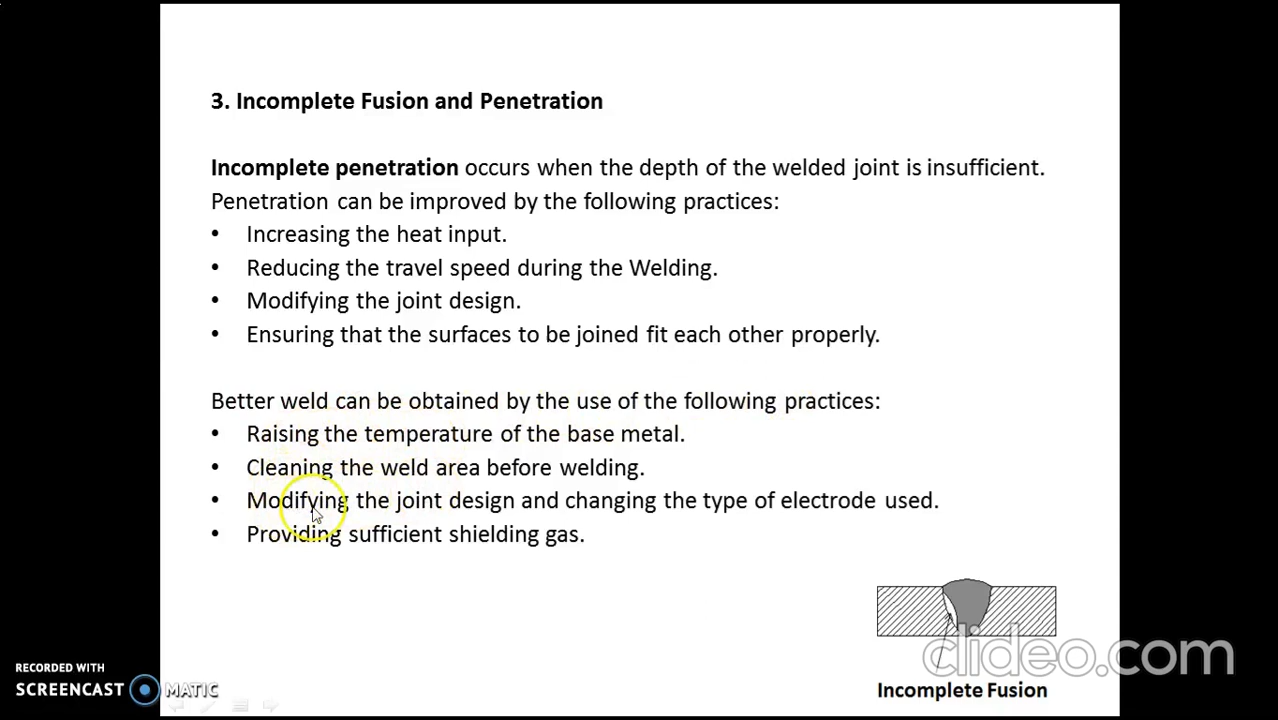 3. Incomplete Fusion and Penetration
Incomplete penetration occurs when the depth of the welded joint is insufficient.
Penetration can be improved by the following practices:
• Increasing the heat input.
• Reducing the travel speed during the Welding.
• Modifying the joint design.
• Ensuring that the surfaces to be joined fit each other properly.
Better weld can be obtained by the use of the following practices:
• Raising the temperature of the base metal.
• Cleaning the weld area before welding.
• Modifying the joint design and changing the type of electrode used.
• Providing sufficient shielding gas.
clideo.com
Incomplete Fusion
RECORDED WITH
SCREENCAST MATIC